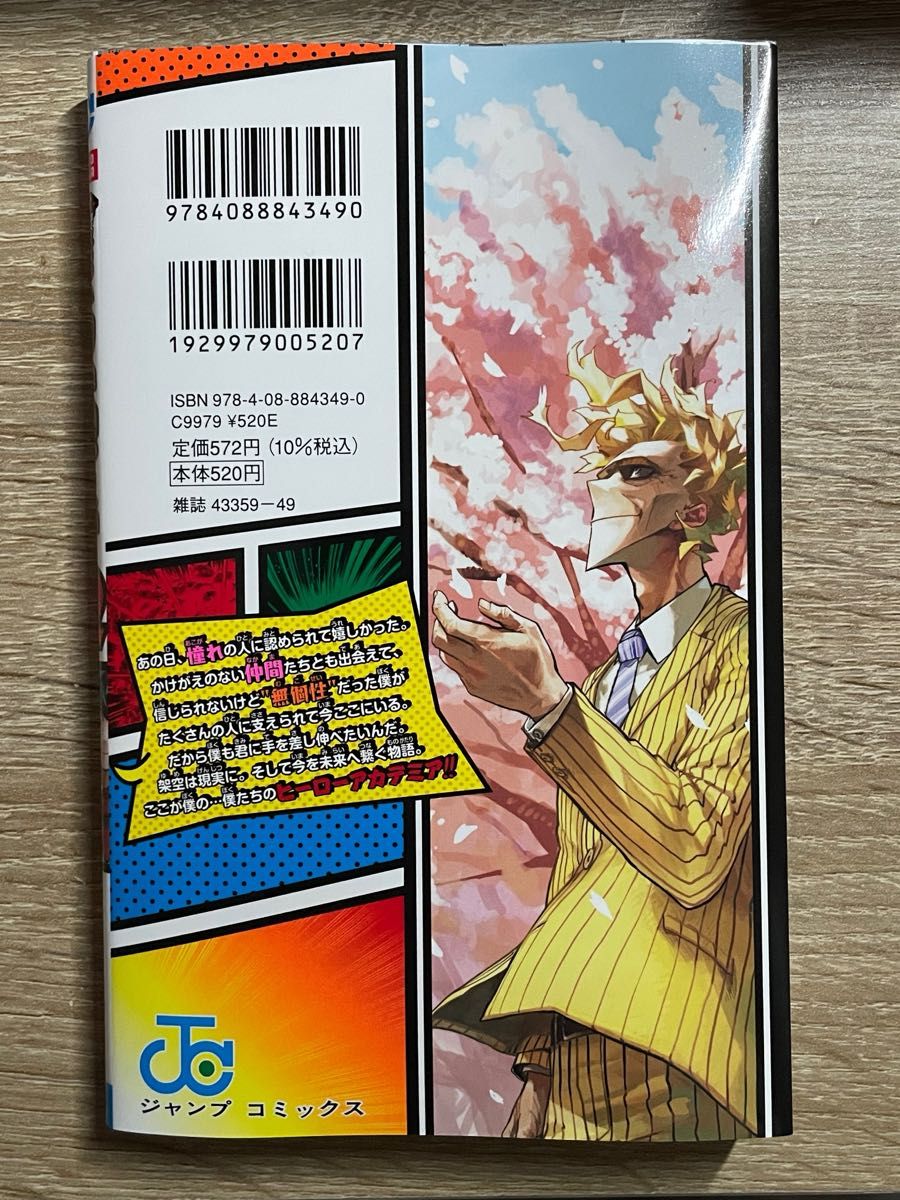 9784088843490
1929979005207
ISBN 978-4-08-884349-0
C9979 ¥520E
定価572円(10%税込)
本体520円
雑誌 43359-49
あの日、憧れの人に認められて嬉しかった。
かけがえのない仲間たちとも出会えて、
信じられないけど"無個性"だった僕が
たくさんの人に支えられて今ここにいる。
だから僕も君に手を差し伸べたいんだ。
架空は現実に。そして今を未来へ繋ぐ物語。
ここが僕の…僕たちのヒーローアカデミア!!
JC
ジャンプ コミックス